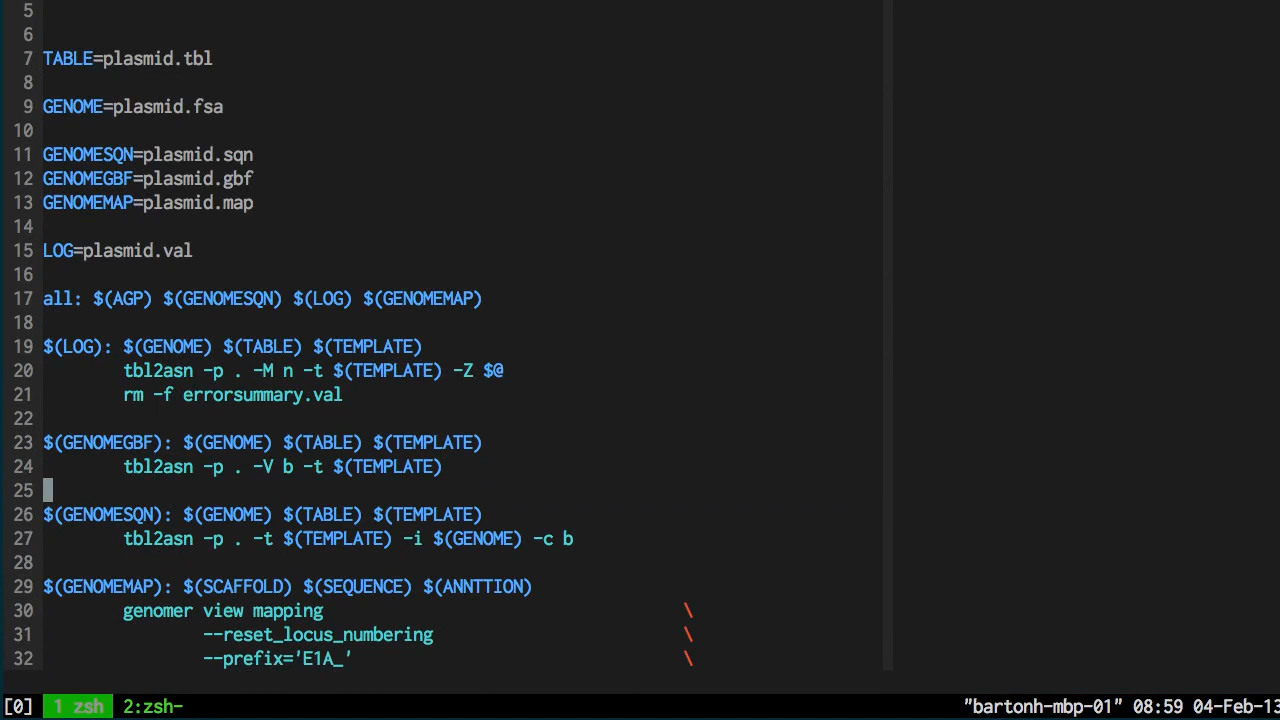 5
6
7 TABLE=plasmid.tbl
8
9 GENOME=plasmid.fsa
10
11 GENOMESQN=plasmid.sqn
12 GENOMEGBF=plasmid.gbf
13 GENOMEMAP=plasmid.map
14
15 LOG=plasmid.val
16
17 all: $(AGP) $(GENOMESQN) $(LOG) $(GENOMEMAP)
18
19 $(LOG): $(GENOME) $(TABLE) $(TEMPLATE)
20         tbl2asn -p . -M n -t $(TEMPLATE) -Z $@
21         rm -f errorsummary.val
22
23 $(GENOMEGBF): $(GENOME) $(TABLE) $(TEMPLATE)
24         tbl2asn -p . -V b -t $(TEMPLATE)
25
26 $(GENOMESQN): $(GENOME) $(TABLE) $(TEMPLATE)
27         tbl2asn -p . -t $(TEMPLATE) -i $(GENOME) -c b
28
29 $(GENOMEMAP): $(SCAFFOLD) $(SEQUENCE) $(ANNTTION)
30         genomer view mapping                                    \
31                 --reset_locus_numbering                         \
32                 --prefix='E1A_'                                 \
[0] 1 zsh 2:zsh- "bartonh-mbp-01" 08:59 04-Feb-13